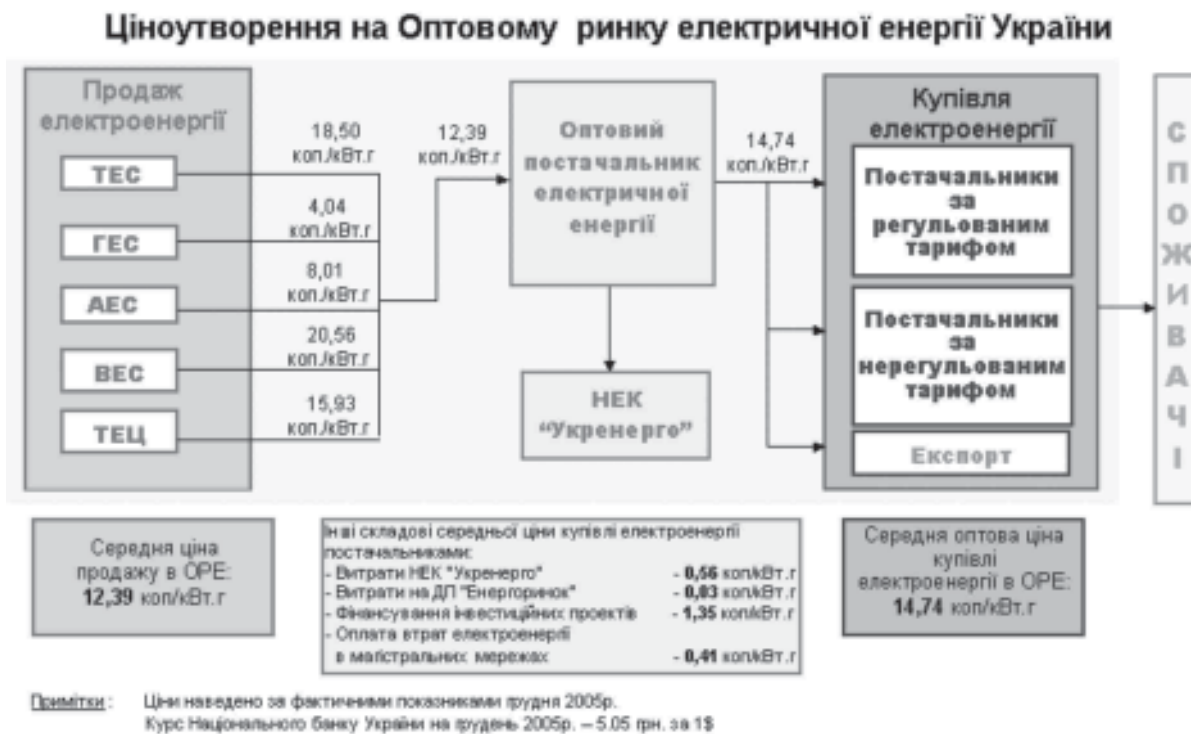 Ціноутворення на Оптовому ринку електричної енергії України
Продаж
електроенергії
ТЕС
ГЕС
АЕС
ВЕС
ТЕЦ
18,50
коп./кВт.г
4,04
коп./кВт.г
8,01
коп./кВт.г
20,56
коп./кВт.г
15,93
коп./кВт.г
12,39
коп./кВт.г
Оптовий
постачальник
електричної
енергії
НЕК
“Укренерго”
14,74
коп./кВт.г
Купівля
електроенергії
Постачальники
за
регульованим
тарифом
Постачальники
за
нерегульованим
тарифом
Експорт
С
П
О
Ж
И
В
А
Ч
І
Середня ціна
продажу в ОРЕ:
12,39 коп/кВт.г
Інші складові середньої ціни купівлі електроенергії
постачальниками:
- Витрати НЕК "Укренерго" - 0,56 коп/кВт.г
- Витрати на ДП "Енергоринок" - 0,03 коп/кВт.г
- Фінансування інвестиційних проектів - 1,35 коп/кВт.г
- Оплата втрат електроенергії
в магістральних мережах - 0,41 коп/кВт.г
Середня оптова ціна
купівлі
електроенергії в ОРЕ:
14,74 коп/кВт.г
Примітки: Ціни наведено за фактичними показниками грудня 2005р.
Курс Національного банку України на грудень 2005р. – 5.05 грн. за 1$